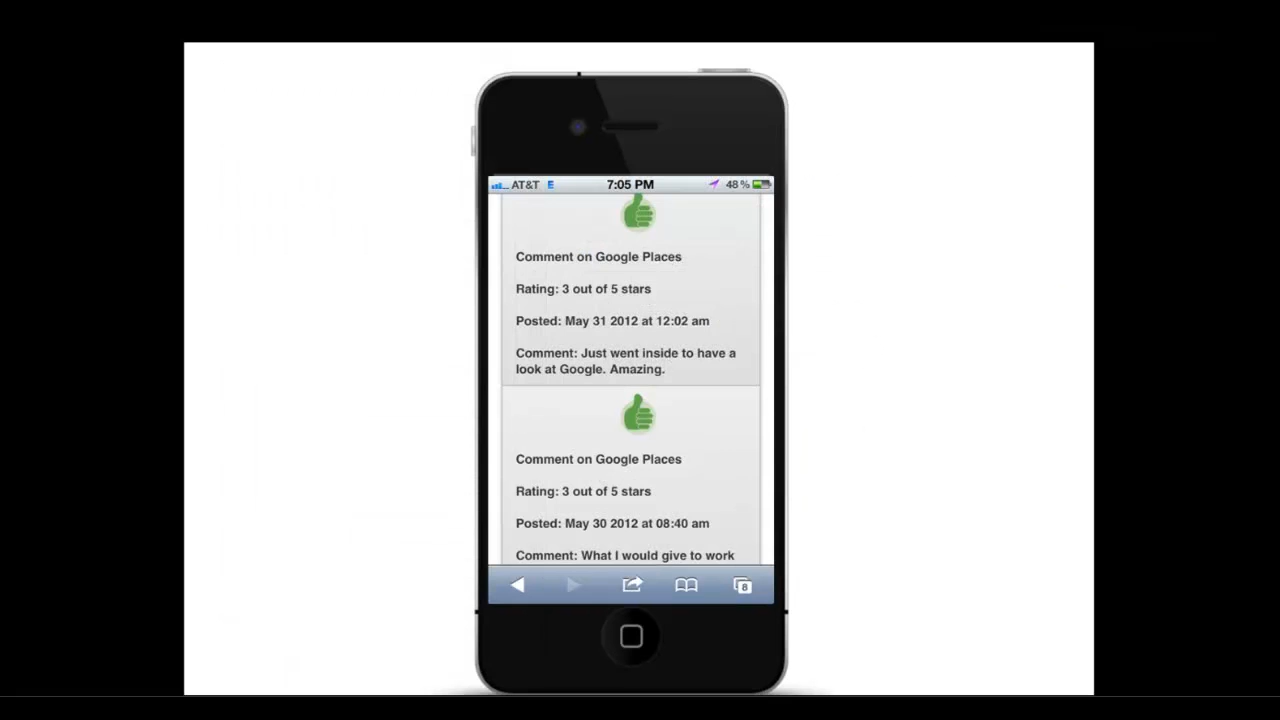 AT&T E 7:05 PM 48%
Comment on Google Places
Rating: 3 out of 5 stars
Posted: May 31 2012 at 12:02 am
Comment: Just went inside to have a
look at Google. Amazing.
Comment on Google Places
Rating: 3 out of 5 stars
Posted: May 30 2012 at 08:40 am
Comment: What I would give to work
8